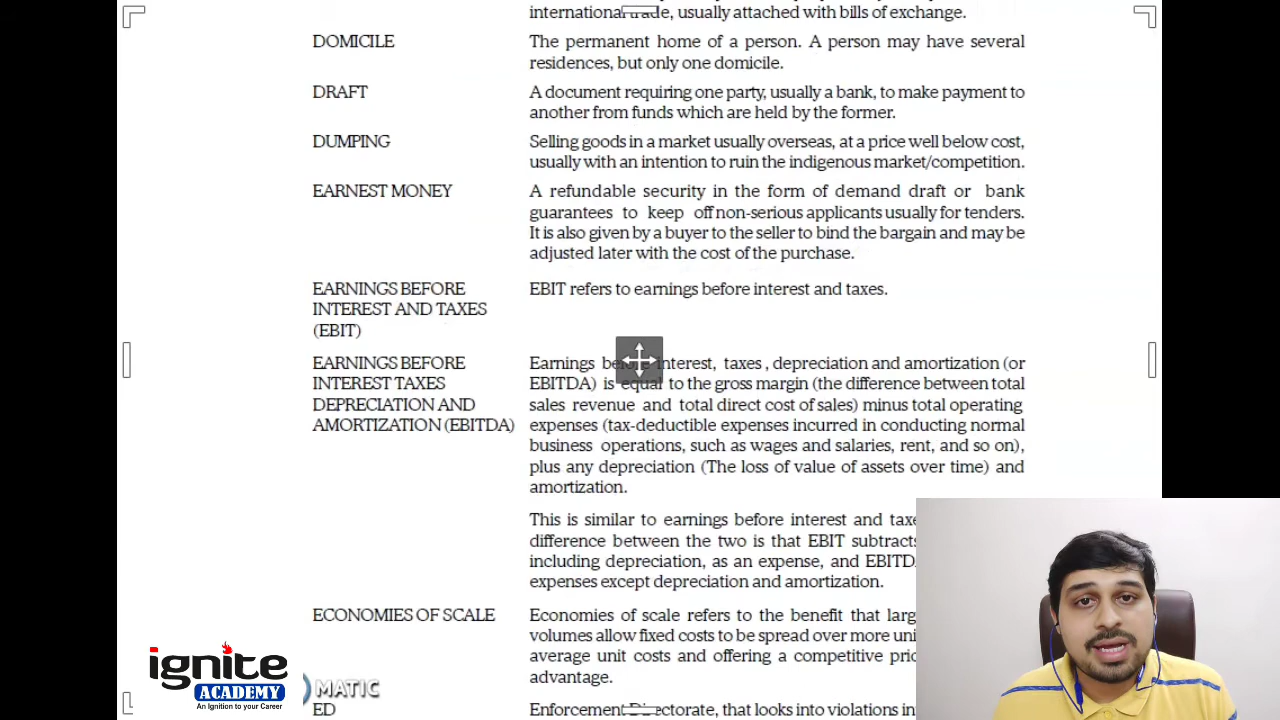 international trade, usually attached with bills of exchange.
DOMICILE
The permanent home of a person. A person may have several
residences, but only one domicile.
DRAFT
A document requiring one party, usually a bank, to make payment to
another from funds which are held by the former.
DUMPING
Selling goods in a market usually overseas, at a price well below cost,
usually with an intention to ruin the indigenous market/competition.
EARNEST MONEY
A refundable security in the form of demand draft or bank
guarantees to keep off non-serious applicants usually for tenders.
It is also given by a buyer to the seller to bind the bargain and may be
adjusted later with the cost of the purchase.
EARNINGS BEFORE
INTEREST AND TAXES
(EBIT)
EBIT refers to earnings before interest and taxes.
EARNINGS BEFORE
INTEREST TAXES
DEPRECIATION AND
AMORTIZATION (EBITDA)
Earnings before interest, taxes , depreciation and amortization (or
EBITDA) is equal to the gross margin (the difference between total
sales revenue and total direct cost of sales) minus total operating
expenses (tax-deductible expenses incurred in conducting normal
business operations, such as wages and salaries, rent, and so on),
plus any depreciation (The loss of value of assets over time) and
amortization.
This is similar to earnings before interest and taxe
difference between the two is that EBIT subtracts
including depreciation, as an expense, and EBITDA
expenses except depreciation and amortization.
ECONOMIES OF SCALE
Economies of scale refers to the benefit that larg
volumes allow fixed costs to be spread over more uni
average unit costs and offering a competitive pric
advantage.
ED
Enforcement Directorate, that looks into violations in
ignite
ACADEMY
An Ignition to your Career
MATIC